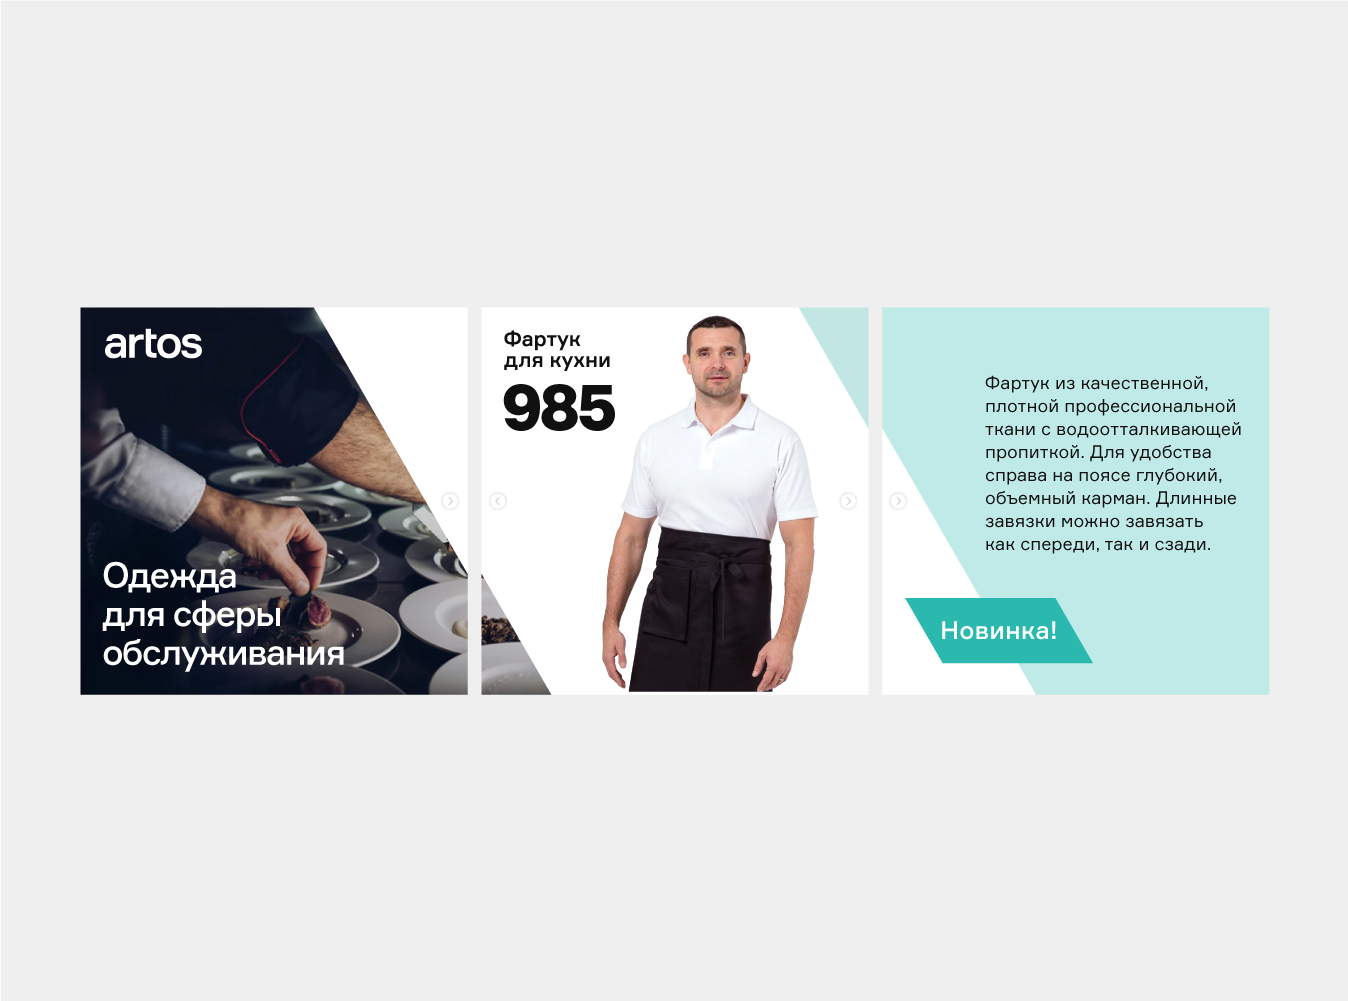 artos
Одежда
для сферы
обслуживания
Фартук
для кухни
985
Фартук из качественной,
плотной профессиональной
ткани с водоотталкивающей
пропиткой. Для удобства
справа на поясе глубокий,
объемный карман. Длинные
завязки можно завязать
как спереди, так и сзади.
Новинка!